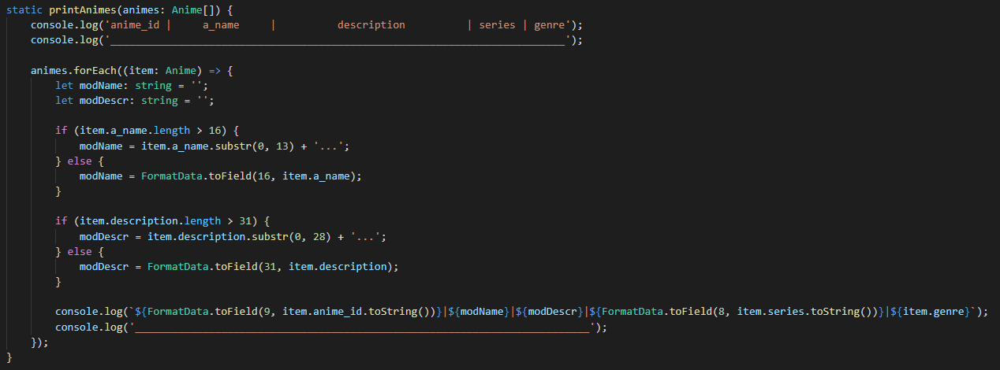 static printAnimes(animes: Anime[]) {
    console.log('anime_id |     a_name     |          description          | series | genre');
    console.log('__________________________________________________________________________');

    animes.forEach((item: Anime) => {
        let modName: string = '';
        let modDescr: string = '';

        if (item.a_name.length > 16) {
            modName = item.a_name.substr(0, 13) + '...';
        } else {
            modName = FormatData.toField(16, item.a_name);
        }

        if (item.description.length > 31) {
            modDescr = item.description.substr(0, 28) + '...';
        } else {
            modDescr = FormatData.toField(31, item.description);
        }

        console.log(`${FormatData.toField(9, item.anime_id.toString())}|${modName}|${modDescr}|${FormatData.toField(8, item.series.toString())}|${item.genre}`);
        console.log('__________________________________________________________________________');
    });
}